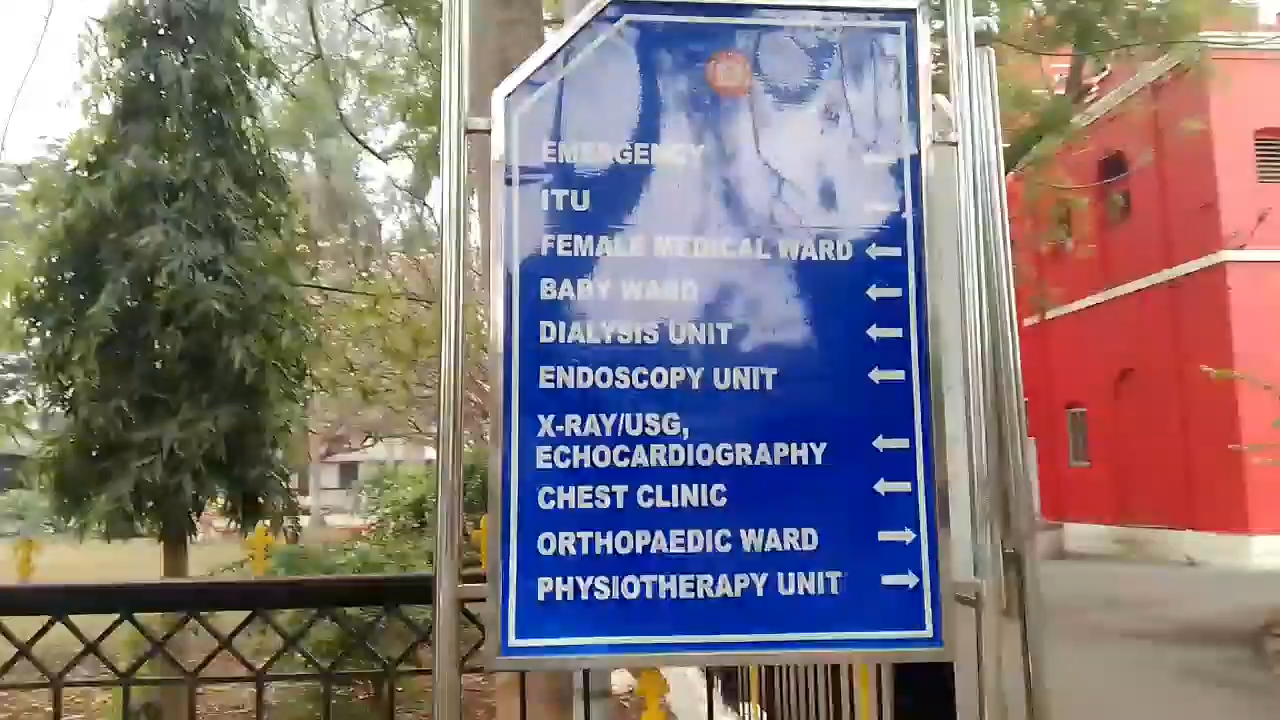 EMERGENCY
ITU
FEMALE MEDICAL WARD ←
BABY WARD ←
DIALYSIS UNIT ←
ENDOSCOPY UNIT ←
X-RAY/USG,
ECHOCARDIOGRAPHY ←
CHEST CLINIC ←
ORTHOPAEDIC WARD →
PHYSIOTHERAPY UNIT →